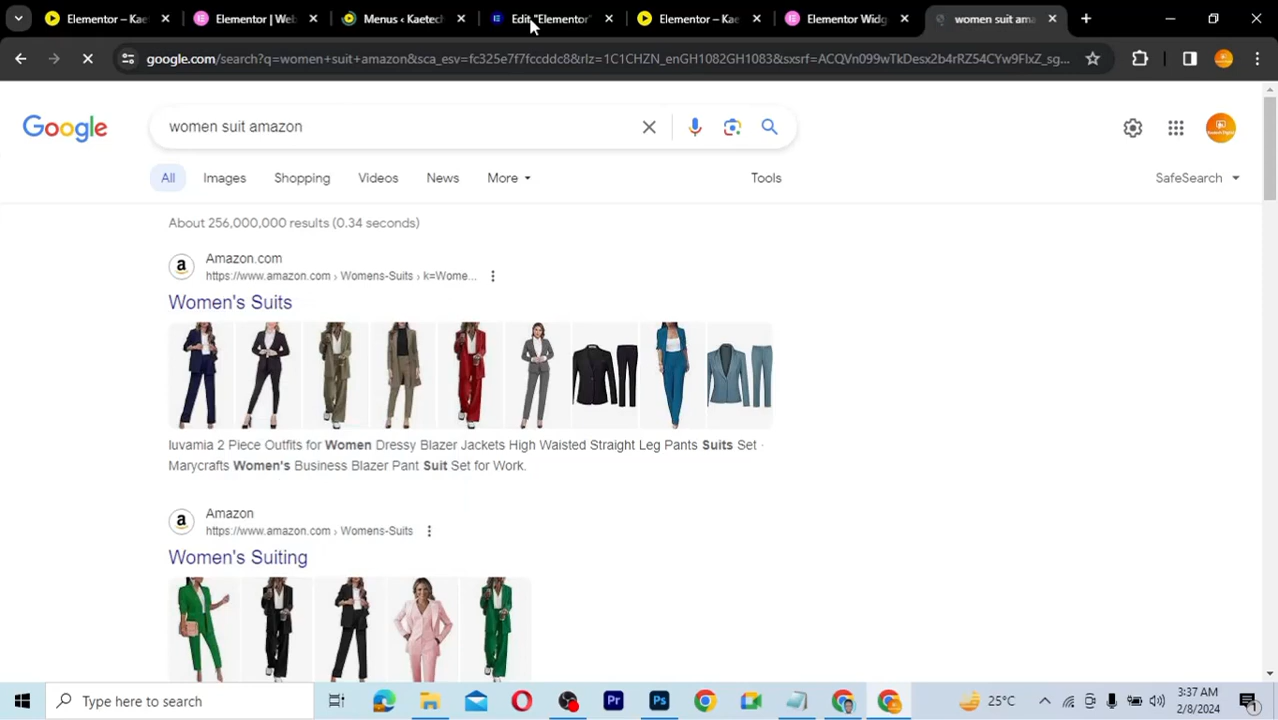 Elementor – Kae
Elementor | Web
Menus ‹ Kaetech
Edit "Elementor"
Elementor – Kae
Elementor Widg
women suit ama
google.com/search?q=women+suit+amazon&sca_esv=fc325e7f7fccddc8&rlz=1C1CHZN_enGH1082GH1083&sxsrf=ACQVn099wTkDesx2b4rRZ54CYw9FlxZ_sg...
Google
women suit amazon
All
Images
Shopping
Videos
News
More
Tools
SafeSearch
About 256,000,000 results (0.34 seconds)
a
Amazon.com
https://www.amazon.com › Womens-Suits › k=Wome...
Women's Suits
Iuvamia 2 Piece Outfits for Women Dressy Blazer Jackets High Waisted Straight Leg Pants Suits Set ·
Marycrafts Women's Business Blazer Pant Suit Set for Work.
a
Amazon
https://www.amazon.com › Womens-Suits
Women's Suiting
Type here to search
Pr
Ps
25°C
3:37 AM
2/8/2024
1